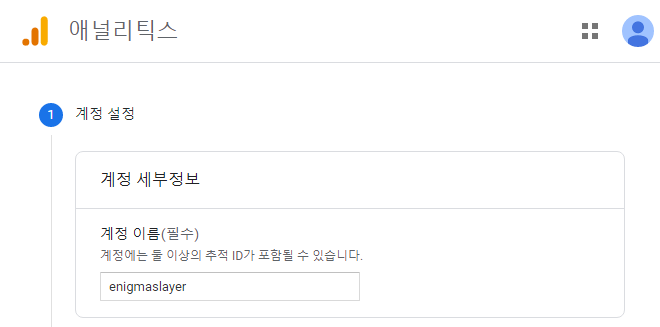 애널리틱스
1 계정 설정
계정 세부정보
계정 이름(필수)
계정에는 둘 이상의 추적 ID가 포함될 수 있습니다.
enigmaslayer